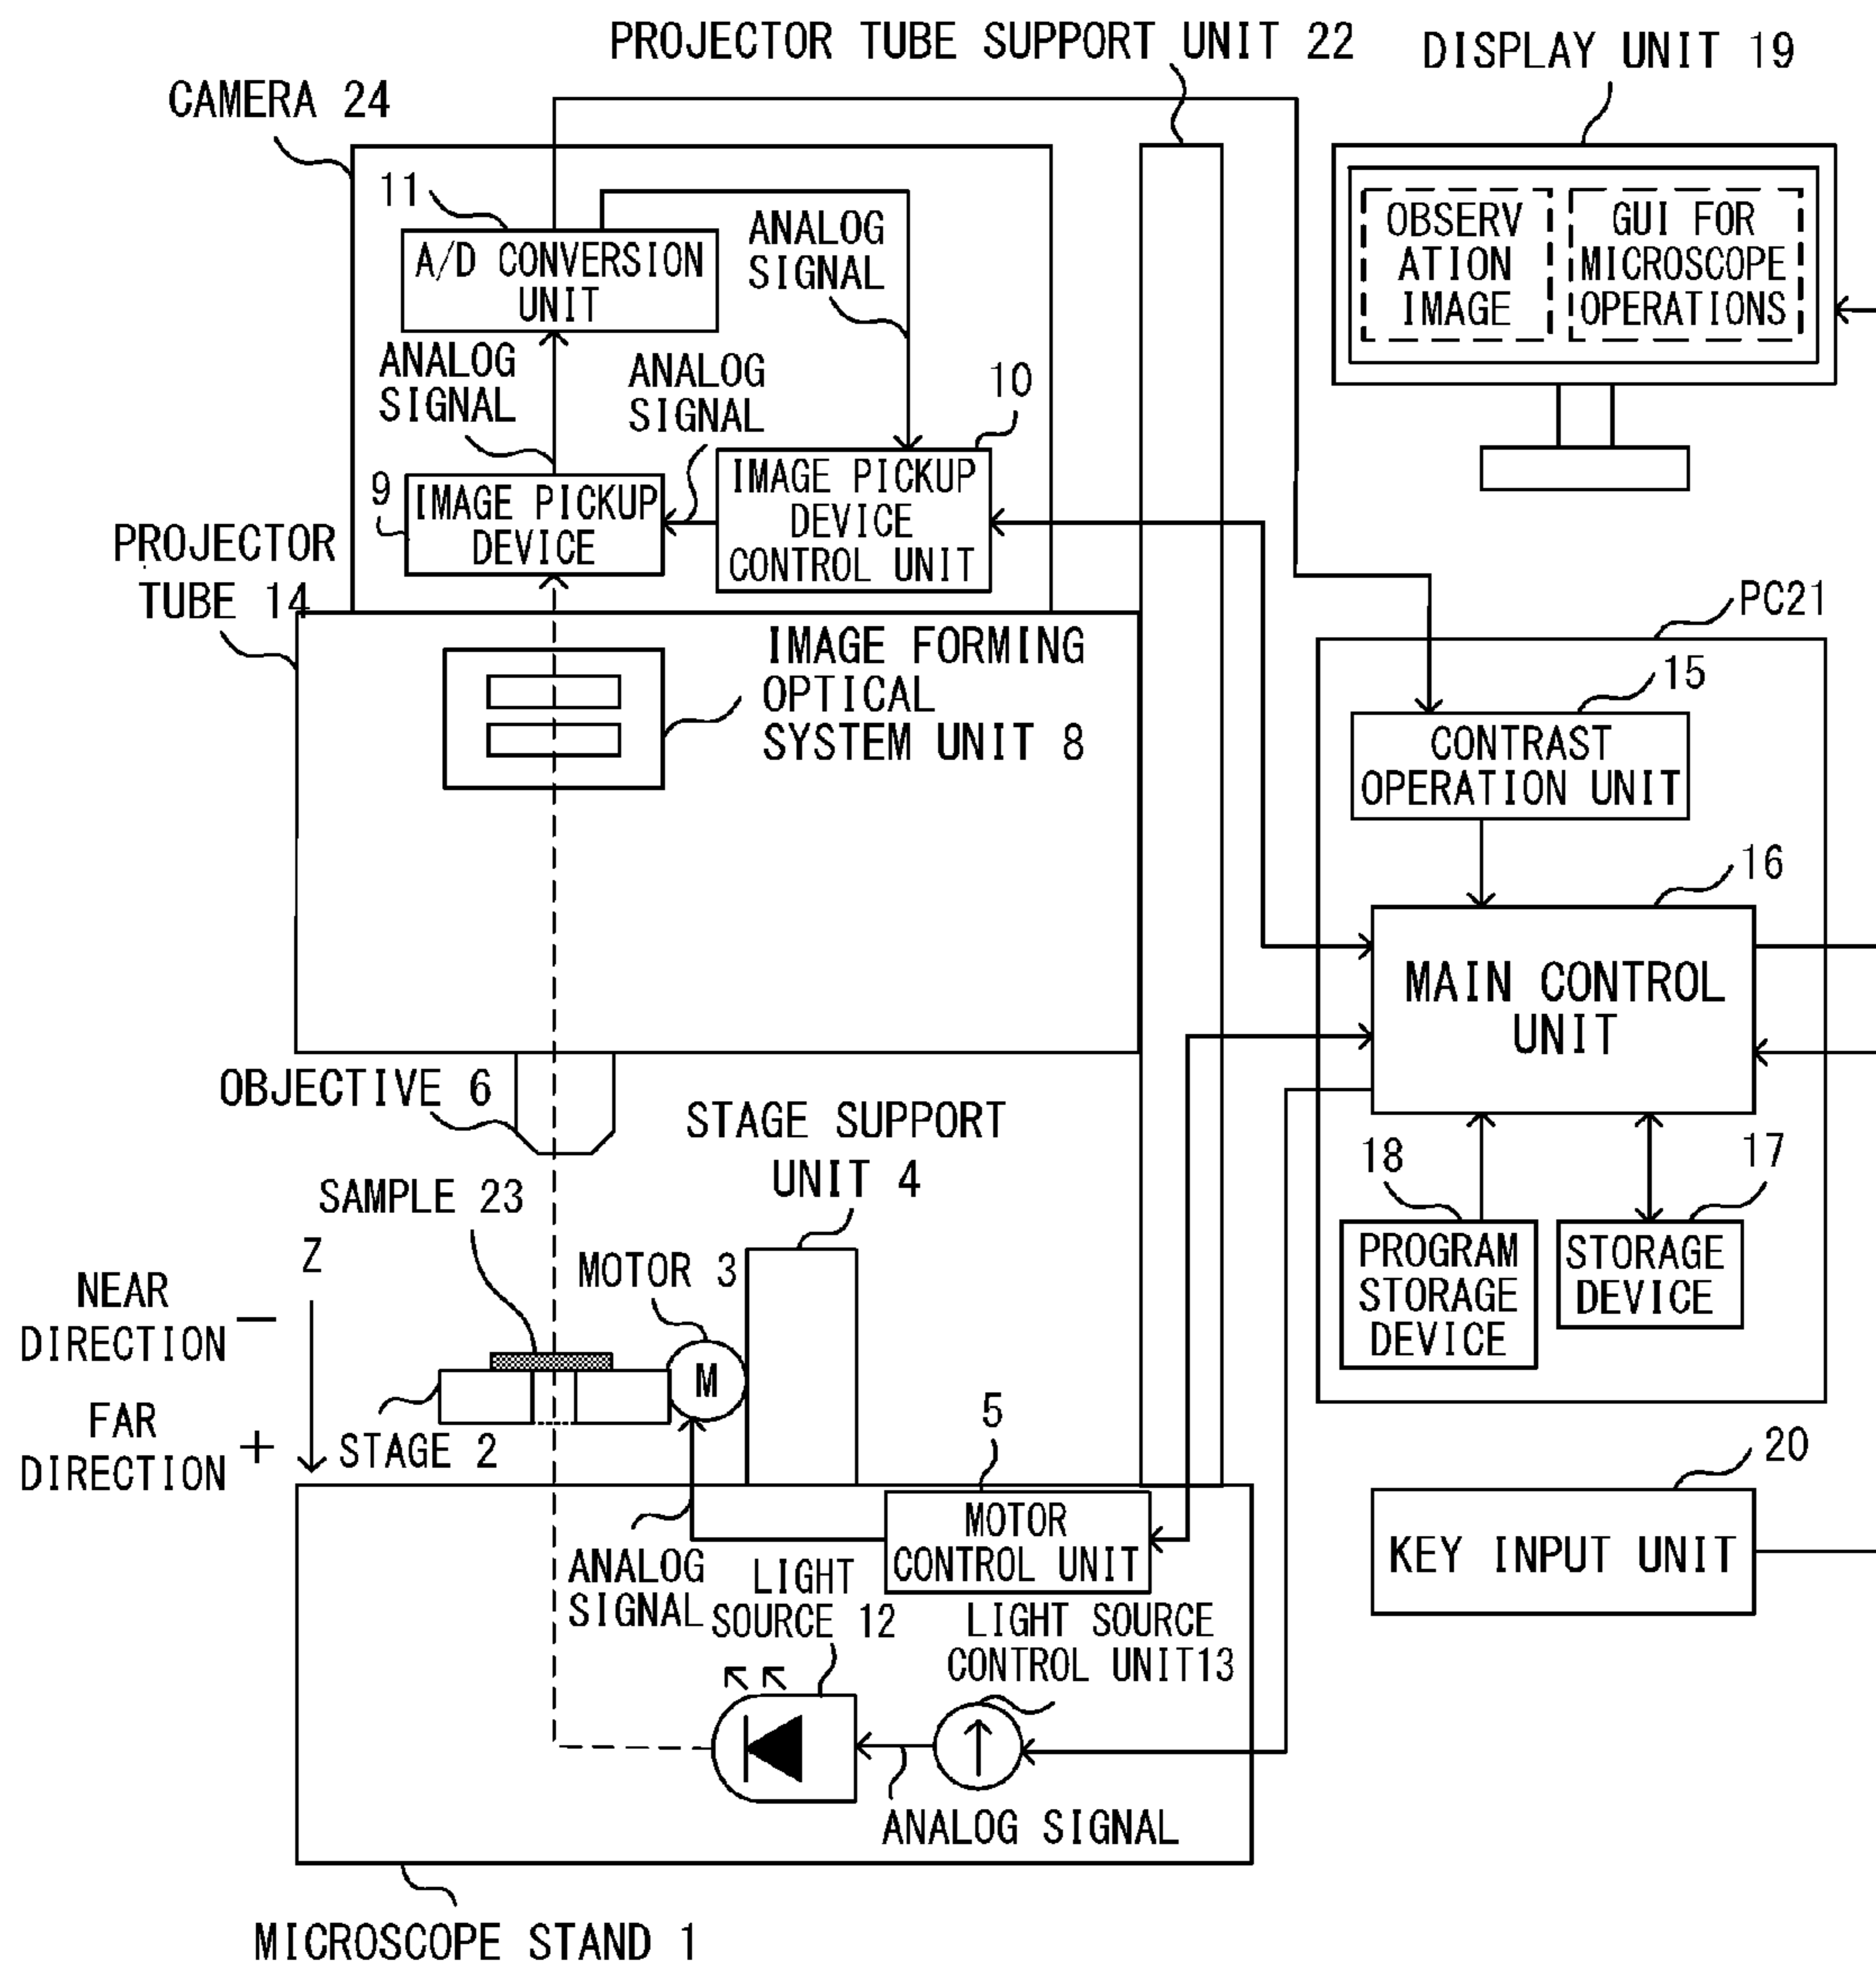 PROJECTOR TUBE SUPPORT UNIT 22
DISPLAY UNIT 19
CAMERA 24
11
A/D CONVERSION
UNIT
ANALOG
SIGNAL
OBSERV
ATION
IMAGE
GUI FOR
MICROSCOPE
OPERATIONS
ANALOG
SIGNAL
ANALOG
SIGNAL
10
9
IMAGE PICKUP
DEVICE
IMAGE PICKUP
DEVICE
CONTROL UNIT
PROJECTOR
TUBE 14
IMAGE FORMING
OPTICAL
SYSTEM UNIT 8
PC21
15
CONTRAST
OPERATION UNIT
16
MAIN CONTROL
UNIT
OBJECTIVE 6
STAGE SUPPORT
UNIT 4
18
17
PROGRAM
STORAGE
DEVICE
STORAGE
DEVICE
SAMPLE 23
Z
MOTOR 3
NEAR
DIRECTION −
M
FAR
DIRECTION +
STAGE 2
5
MOTOR
CONTROL UNIT
20
KEY INPUT UNIT
ANALOG
SIGNAL
LIGHT
SOURCE 12
LIGHT SOURCE
CONTROL UNIT13
ANALOG SIGNAL
MICROSCOPE STAND 1